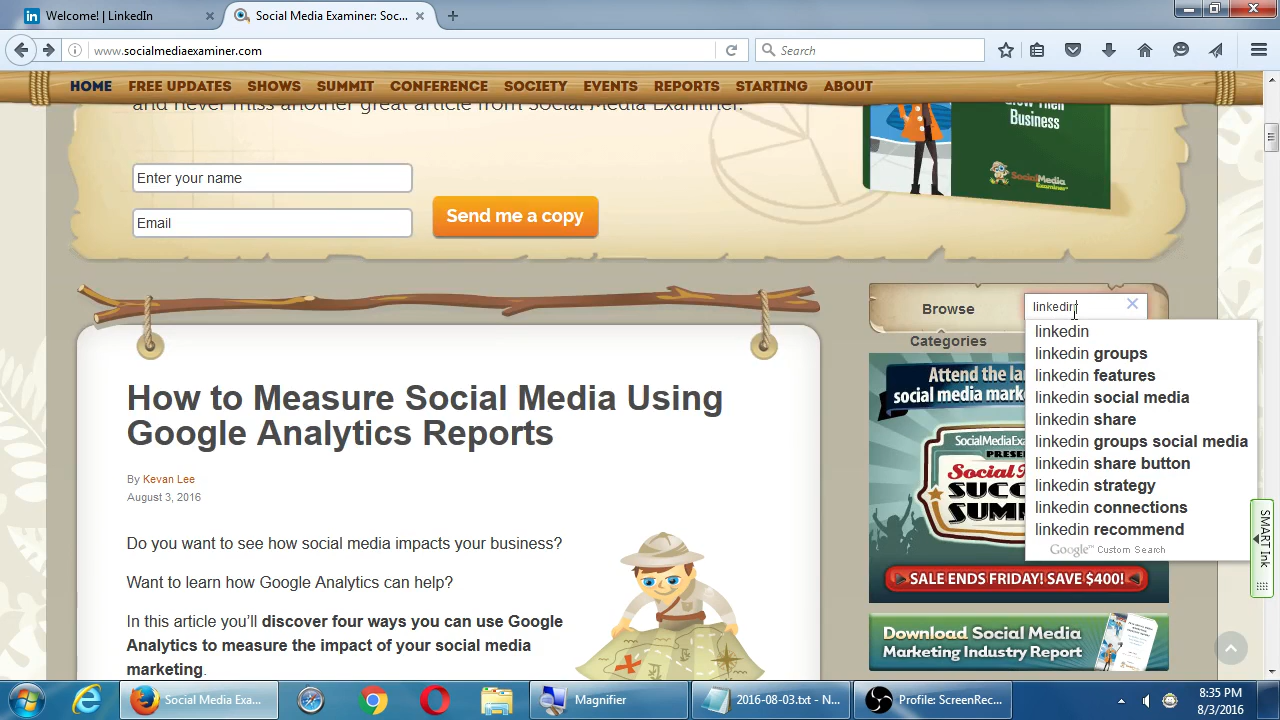 Welcome! | LinkedIn
Social Media Examiner: Soc...
www.socialmediaexaminer.com
Search
HOME FREE UPDATES SHOWS SUMMIT CONFERENCE SOCIETY EVENTS REPORTS STARTING ABOUT
and never miss another great article from Social Media Examiner.
Grow Their
Business
SocialMedia
Examiner
Enter your name
Email
Send me a copy
Browse
Categories
linkedin
linkedin
linkedin groups
linkedin features
linkedin social media
linkedin share
linkedin groups social media
linkedin share button
linkedin strategy
linkedin connections
linkedin recommend
Google™ Custom Search
Attend the
social media
SocialMedia
SALE ENDS FRIDAY! SAVE $400!
Download Social Media
Marketing Industry Report
How to Measure Social Media Using
Google Analytics Reports
By Kevan Lee
August 3, 2016
Do you want to see how social media impacts your business?
Want to learn how Google Analytics can help?
In this article you'll discover four ways you can use Google
Analytics to measure the impact of your social media
marketing.
SMART Ink
Social Media Exa...
Magnifier
2016-08-03.txt - N...
Profile: ScreenRec...
8:35 PM
8/3/2016